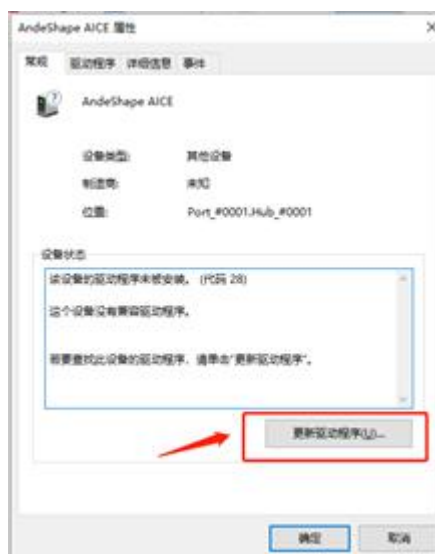 AndeShape AICE 属性
常规 驱动程序 详细信息 事件
AndeShape AICE
设备类型: 其他设备
制造商: 未知
位置: Port_#0001.Hub_#0001
设备状态
该设备的驱动程序未被安装。 (代码 28)
这个设备没有兼容驱动程序。
若要查找此设备的驱动程序，请单击"更新驱动程序"。
更新驱动程序(U)...
确定 取消